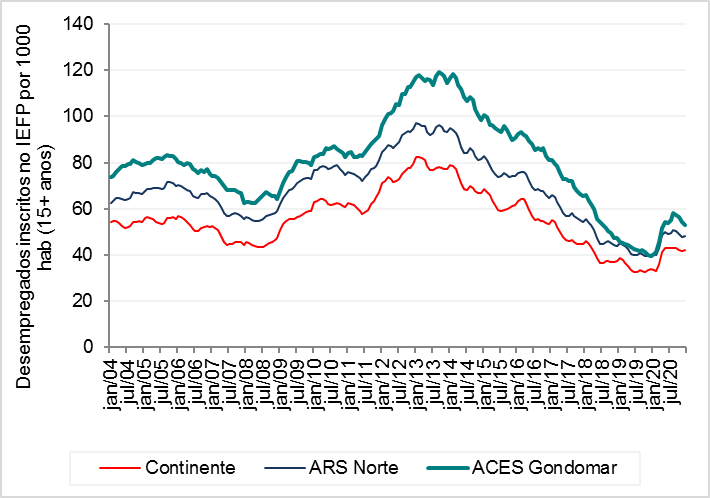 Desempregados inscritos no IEFP por 1000
hab (15+ anos)
140
120
100
80
60
40
20
0
jan/04
jul/04
jan/05
jul/05
jan/06
jul/06
jan/07
jul/07
jan/08
jul/08
jan/09
jul/09
jan/10
jul/10
jan/11
jul/11
jan/12
jul/12
jan/13
jul/13
jan/14
jul/14
jan/15
jul/15
jan/16
jul/16
jan/17
jul/17
jan/18
jul/18
jan/19
jul/19
jan/20
jul/20
Continente ARS Norte ACES Gondomar